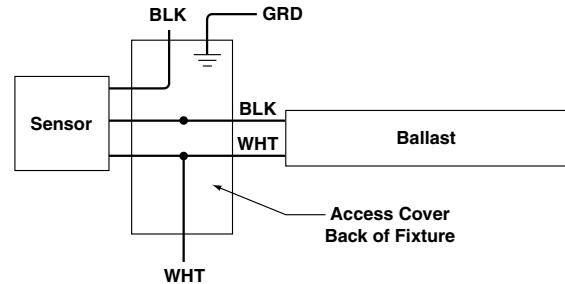 BLK
GRD
BLK
Sensor
Ballast
WHT
Access Cover
Back of Fixture
WHT